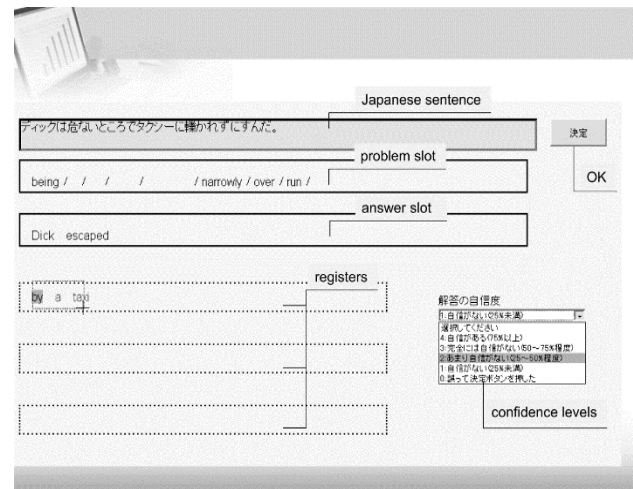 Japanese sentence
ディックは危ないところでタクシーに轢かれずにすんだ。
決定
problem slot
being / / / / / narrowly / over / run /
OK
answer slot
Dick escaped
registers
by a taxi
解答の自信度
1:自信がない(25%未満)
選択してください
4:自信がある(75%以上)
3:完全には自信がない(50~75%程度)
2:あまり自信がない(25~50%程度)
1:自信がない(25%未満)
0:誤って決定ボタンを押した
confidence levels